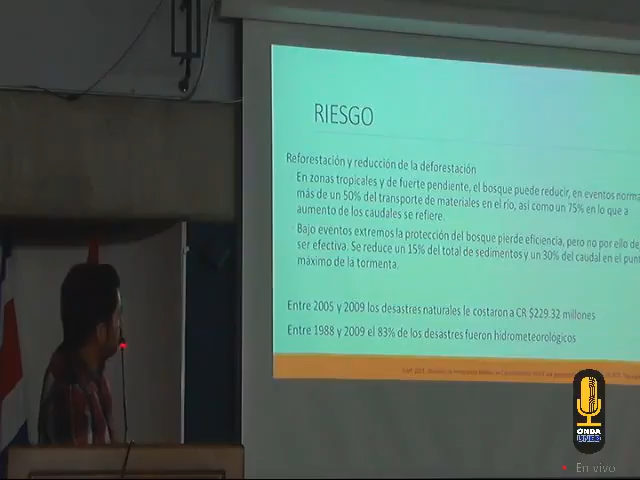 RIESGO
Reforestación y reducción de la deforestación
En zonas tropicales y de fuerte pendiente, el bosque puede reducir, en eventos norma
más de un 50% del transporte de materiales en el río, así como un 75% en lo que a
aumento de los caudales se refiere.
Bajo eventos extremos la protección del bosque pierde eficiencia, pero no por ello de
ser efectiva. Se reduce un 15% del total de sedimentos y un 30% del caudal en el pun
máximo de la tormenta.
Entre 2005 y 2009 los desastres naturales le costaron a CR $229.32 millones
Entre 1988 y 2009 el 83% de los desastres fueron hidrometeorológicos
ONDA
UNED
En vivo